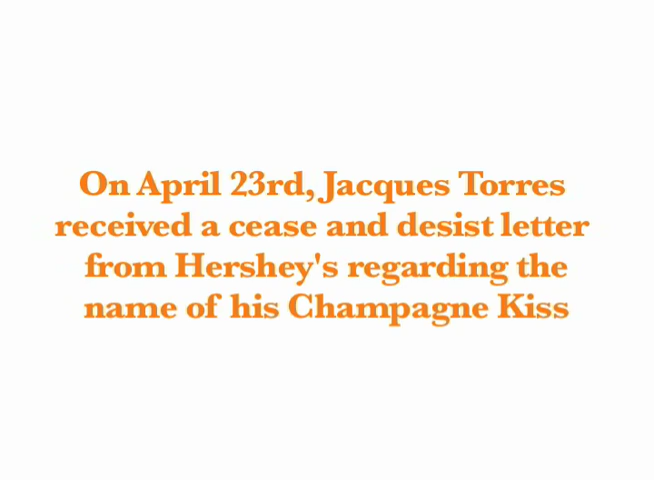 On April 23rd, Jacques Torres
received a cease and desist letter
from Hershey's regarding the
name of his Champagne Kiss